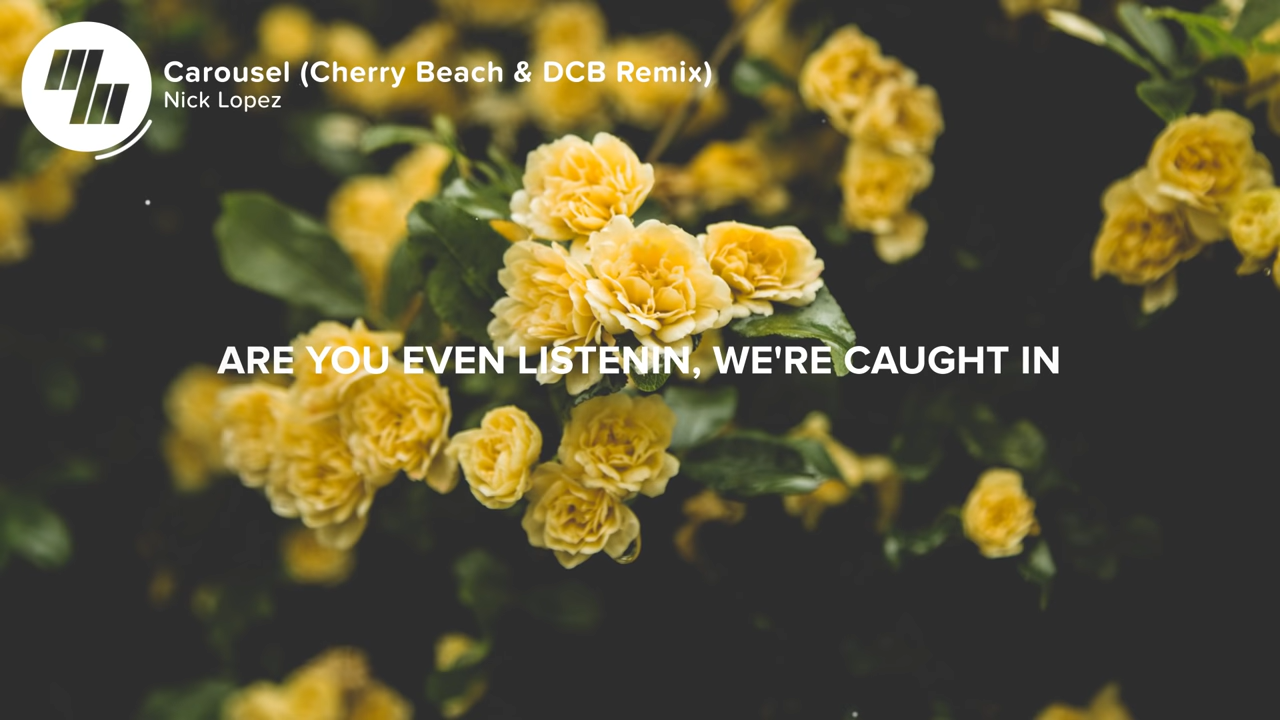 Carousel (Cherry Beach & DCB Remix)
Nick Lopez
ARE YOU EVEN LISTENIN, WE'RE CAUGHT IN